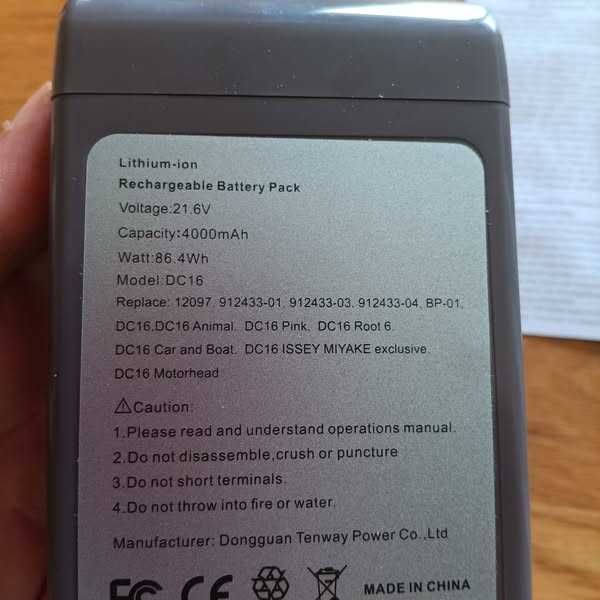 Lithium-ion
Rechargeable Battery Pack
Voltage:21.6V
Capacity:4000mAh
Watt:86.4Wh
Model:DC16
Replace: 12097, 912433-01, 912433-03, 912433-04, BP-01,
DC16,DC16 Animal, DC16 Pink, DC16 Root 6,
DC16 Car and Boat, DC16 ISSEY MIYAKE exclusive,
DC16 Motorhead
⚠Caution:
1.Please read and understand operations manual.
2.Do not disassemble,crush or puncture
3.Do not short terminals.
4.Do not throw into fire or water.
Manufacturer: Dongguan Tenway Power Co.,Ltd
FC CE MADE IN CHINA